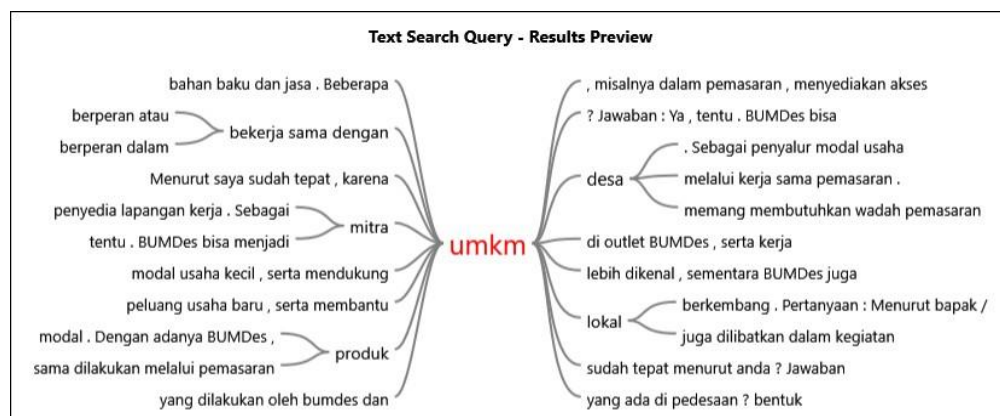 Text Search Query - Results Preview
bahan baku dan jasa . Beberapa
berperan atau
berperan dalam
bekerja sama dengan
Menurut saya sudah tepat , karena
penyedia lapangan kerja . Sebagai
tentu . BUMDes bisa menjadi
mitra
modal usaha kecil , serta mendukung
peluang usaha baru , serta membantu
modal . Dengan adanya BUMDes ,
sama dilakukan melalui pemasaran
produk
yang dilakukan oleh bumdes dan
umkm
, misalnya dalam pemasaran , menyediakan akses
? Jawaban : Ya , tentu . BUMDes bisa
desa
. Sebagai penyalur modal usaha
melalui kerja sama pemasaran .
memang membutuhkan wadah pemasaran
di outlet BUMDes , serta kerja
lebih dikenal , sementara BUMDes juga
lokal
berkembang . Pertanyaan : Menurut bapak /
juga dilibatkan dalam kegiatan
sudah tepat menurut anda ? Jawaban
yang ada di pedesaan ? bentuk